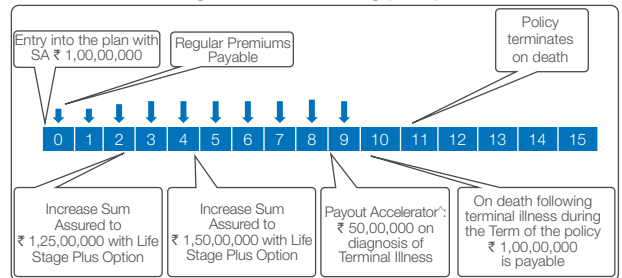 Entry into the plan with
SA ₹ 1,00,00,000
Regular Premiums
Payable
Policy
terminates
on death
0 1 2 3 4 5 6 7 8 9 10 11 12 13 14 15
Increase Sum
Assured to
₹ 1,25,00,000 with Life
Stage Plus Option
Increase Sum
Assured to
₹ 1,50,00,000 with Life
Stage Plus Option
Payout Accelerator^:
₹ 50,00,000 on
diagnosis of
Terminal Illness
On death following
terminal illness during
the Term of the policy
₹ 1,00,00,000
is payable